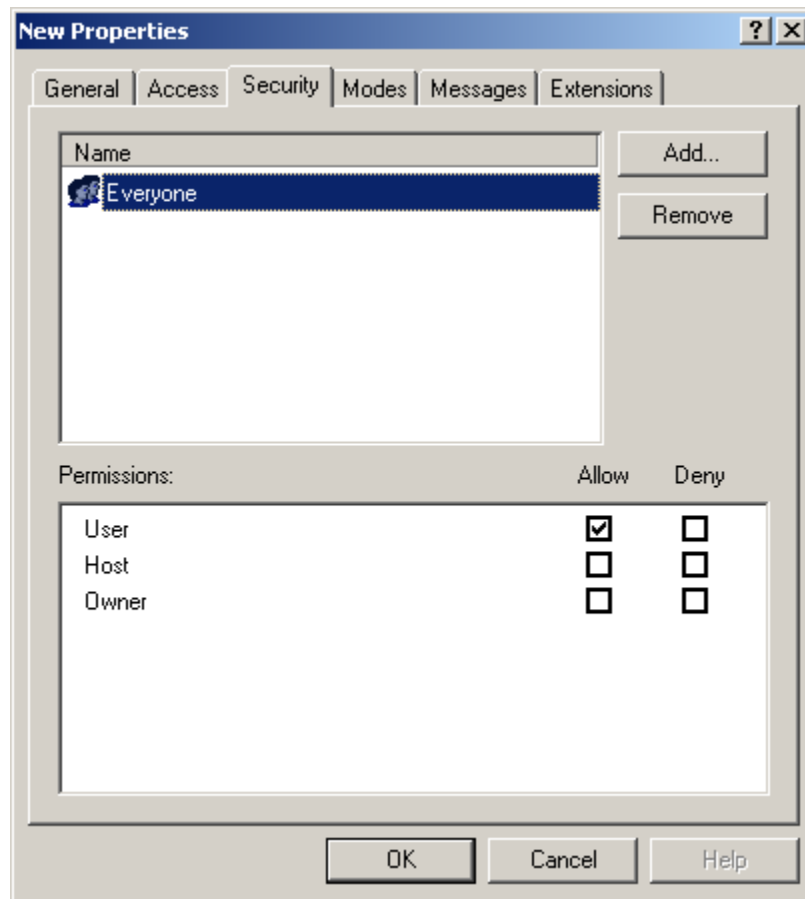 New Properties
General Access Security Modes Messages Extensions
Name
Add...
Everyone
Remove
Permissions: Allow Deny
User
Host
Owner
OK Cancel Help